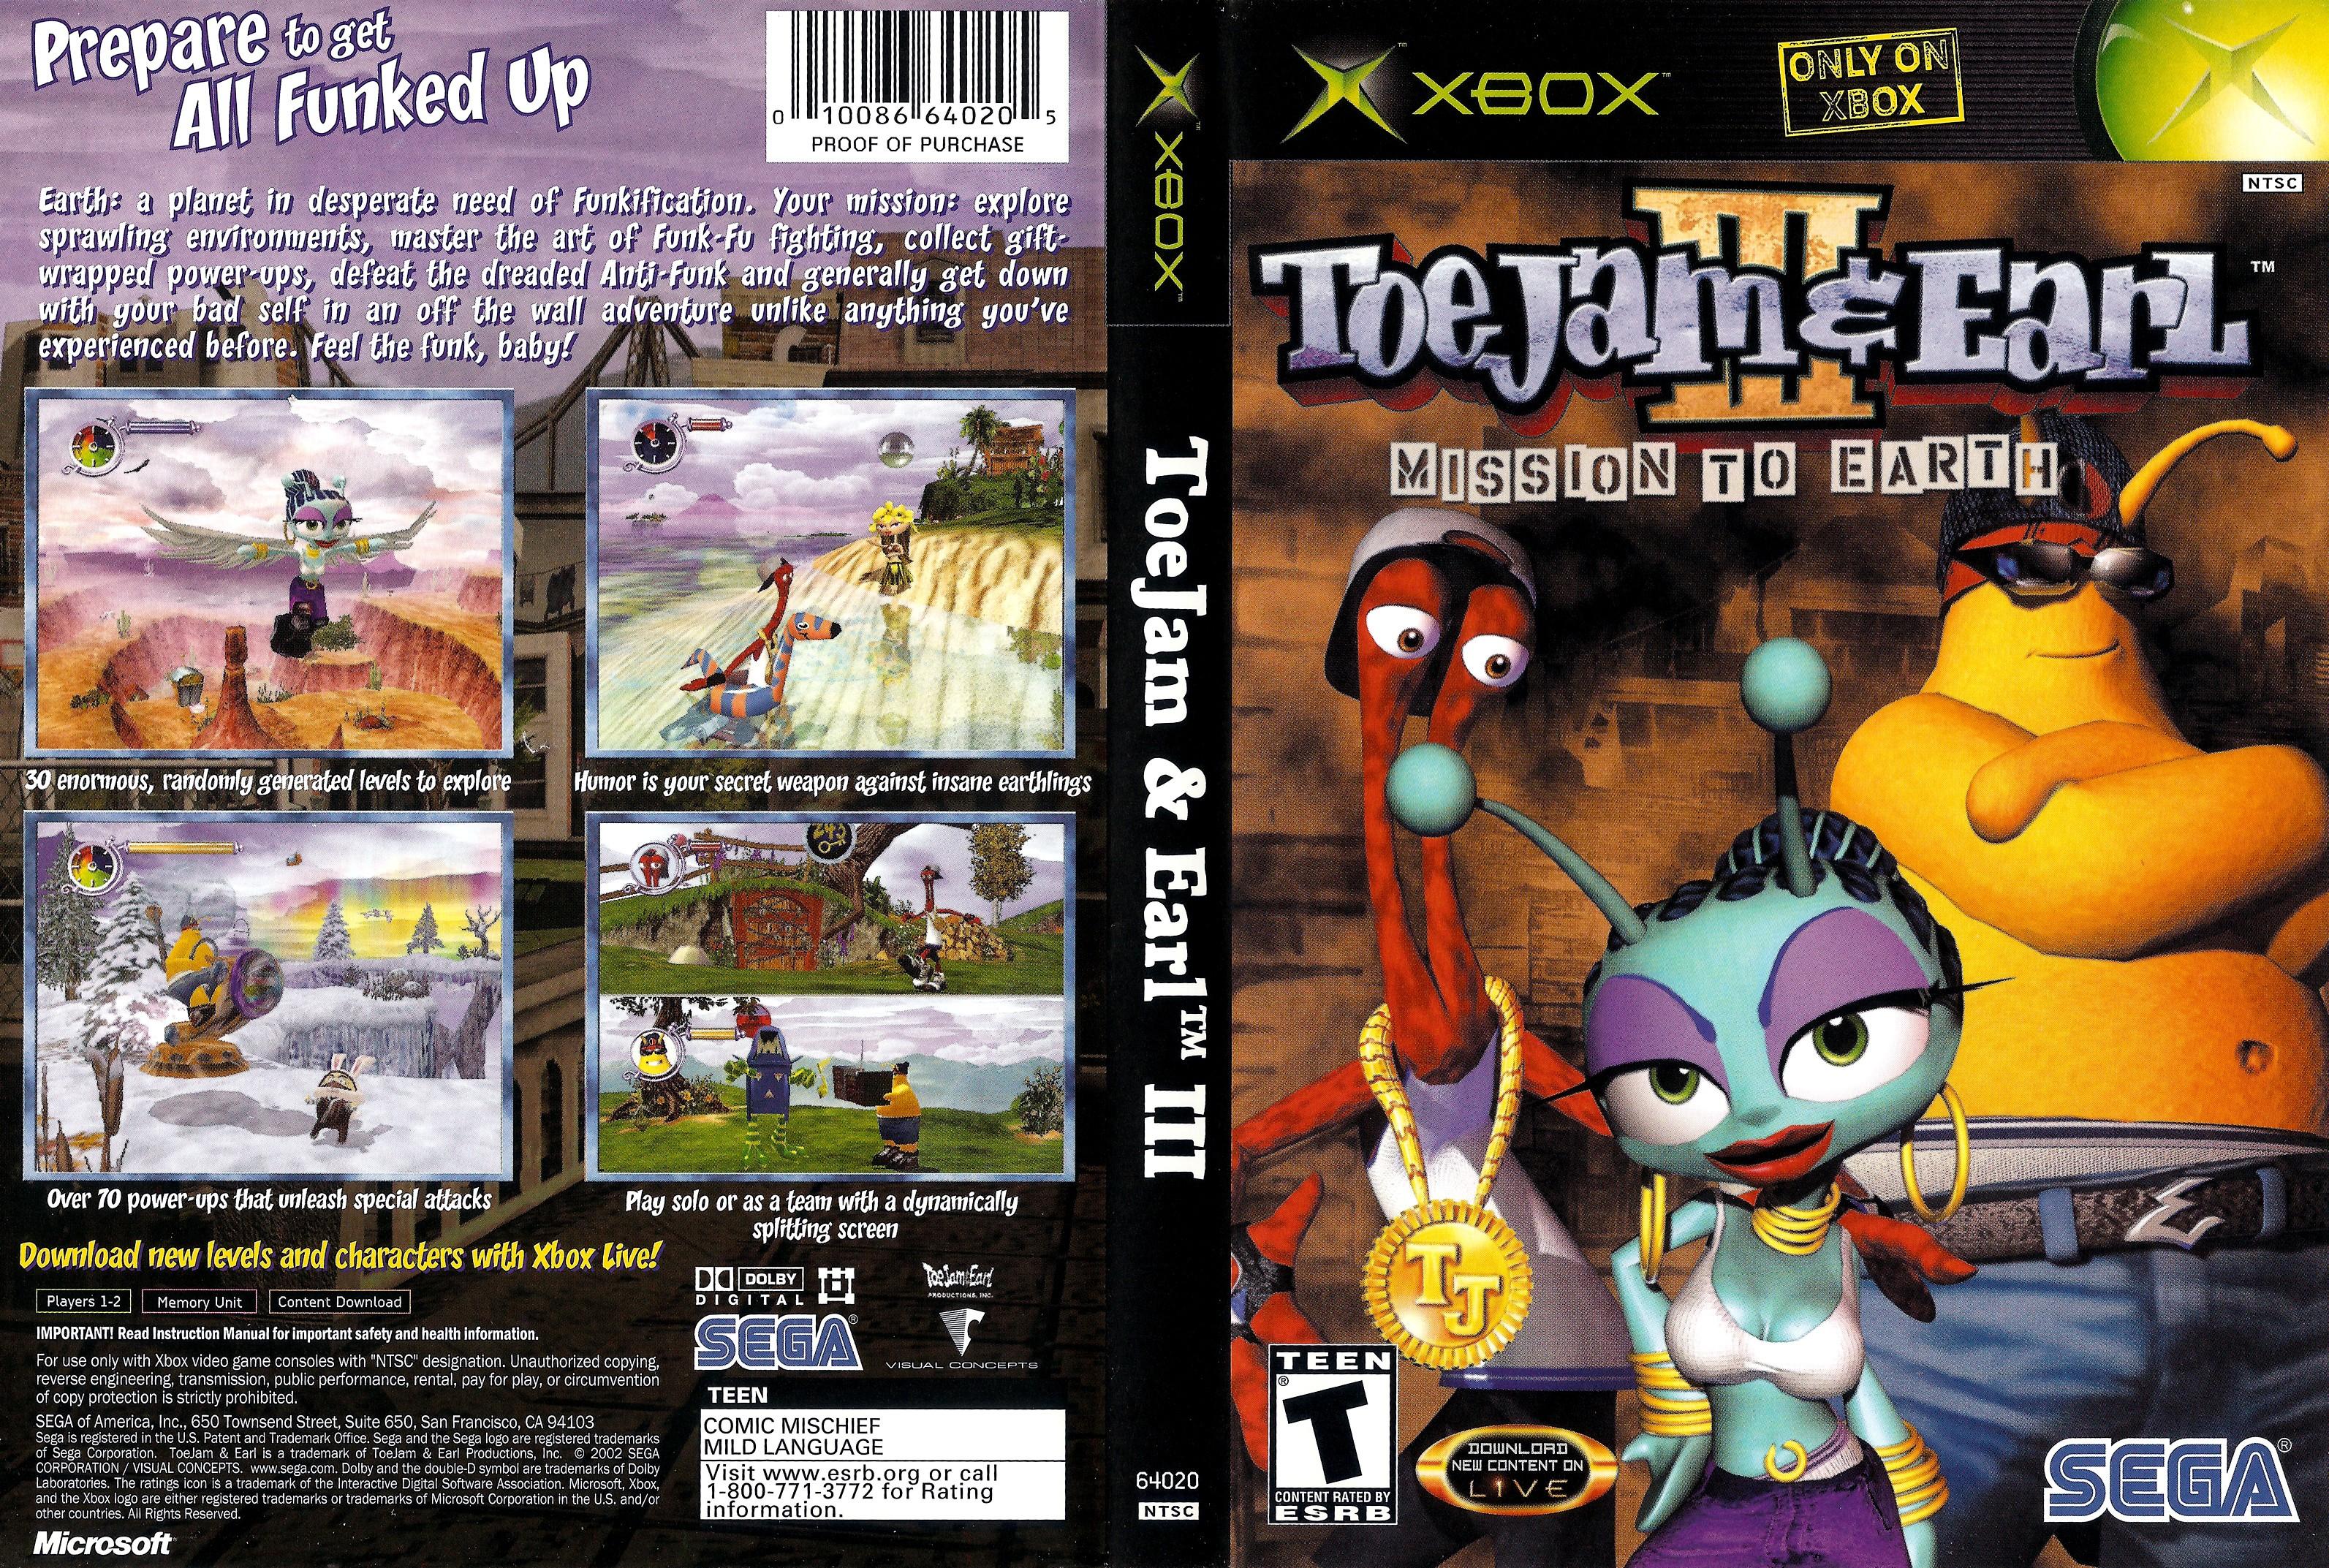 Prepare to get
All Funked Up
0 10086 64020 5
PROOF OF PURCHASE
Earth: a planet in desperate need of Funkification. Your mission: explore
sprawling environments, master the art of Funk-Fu fighting, collect gift-
wrapped power-ups, defeat the dreaded Anti-Funk and generally get down
with your bad self in an off the wall adventure unlike anything you've
experienced before. Feel the funk, baby!
30 enormous, randomly generated levels to explore
Humor is your secret weapon against insane earthlings
243
Over 70 power-ups that unleash special attacks
Play solo or as a team with a dynamically
splitting screen
Download new levels and characters with Xbox Live!
Players 1-2
Memory Unit
Content Download
DOLBY
DIGITAL
ToeJam & Earl
PRODUCTIONS, INC.
SEGA®
VISUAL CONCEPTS
IMPORTANT! Read Instruction Manual for important safety and health information.
For use only with Xbox video game consoles with "NTSC" designation. Unauthorized copying,
reverse engineering, transmission, public performance, rental, pay for play, or circumvention
of copy protection is strictly prohibited.
SEGA of America, Inc., 650 Townsend Street, Suite 650, San Francisco, CA 94103
Sega is registered in the U.S. Patent and Trademark Office. Sega and the Sega logo are registered trademarks
of Sega Corporation. ToeJam & Earl is a trademark of ToeJam & Earl Productions, Inc. © 2002 SEGA
CORPORATION / VISUAL CONCEPTS. www.sega.com. Dolby and the double-D symbol are trademarks of Dolby
Laboratories. The ratings icon is a trademark of the Interactive Digital Software Association. Microsoft, Xbox,
and the Xbox logo are either registered trademarks or trademarks of Microsoft Corporation in the U.S. and/or
other countries. All Rights Reserved.
Microsoft
TEEN
COMIC MISCHIEF
MILD LANGUAGE
Visit www.esrb.org or call
1-800-771-3772 for Rating
information.
XBOX™
ToeJam & Earl™ III
64020
NTSC
XBOX™
ONLY ON
XBOX
NTSC
III
ToeJam & Earl™
MISSION TO EARTH
TJ
E
TEEN
T®
CONTENT RATED BY
ESRB
DOWNLOAD
NEW CONTENT ON
LIVE
SEGA®